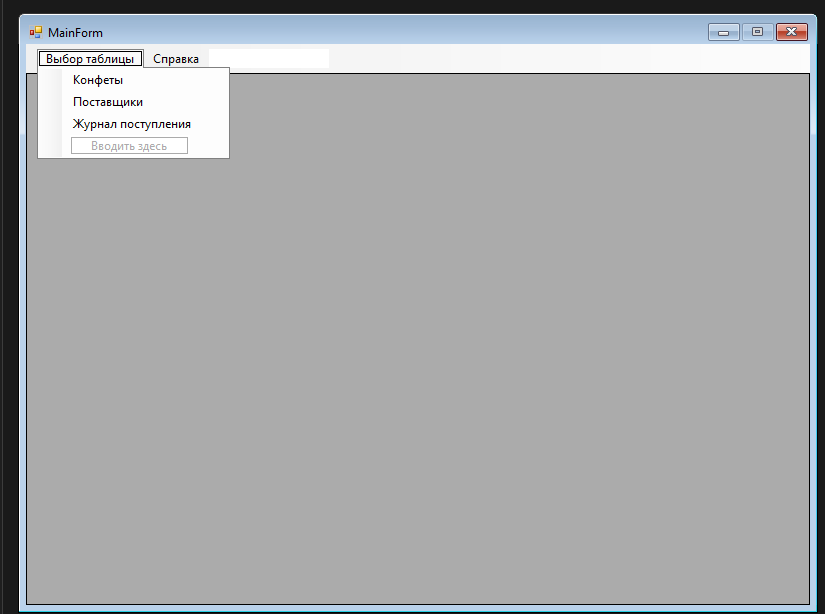 MainForm
Выбор таблицы Справка
Конфеты
Поставщики
Журнал поступления
Вводить здесь